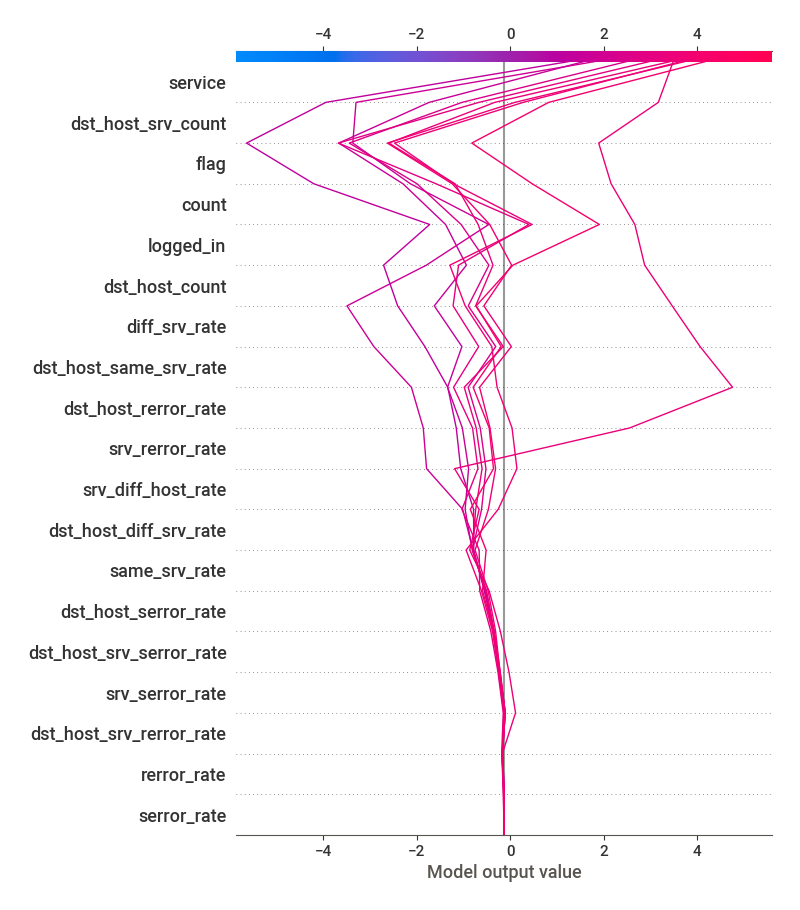 −4 −2 0 2 4
service
dst_host_srv_count
flag
count
logged_in
dst_host_count
diff_srv_rate
dst_host_same_srv_rate
dst_host_rerror_rate
srv_rerror_rate
srv_diff_host_rate
dst_host_diff_srv_rate
same_srv_rate
dst_host_serror_rate
dst_host_srv_serror_rate
srv_serror_rate
dst_host_srv_rerror_rate
rerror_rate
serror_rate
−4 −2 0 2 4
Model output value